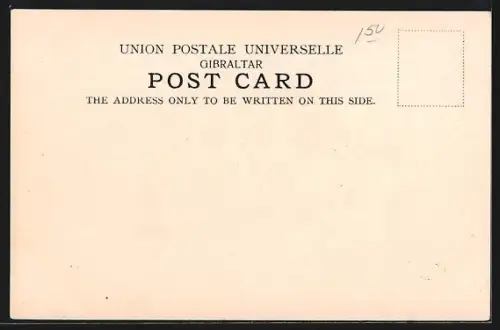 150
UNION POSTALE UNIVERSELLE
GIBRALTAR
POST CARD
THE ADDRESS ONLY TO BE WRITTEN ON THIS SIDE.